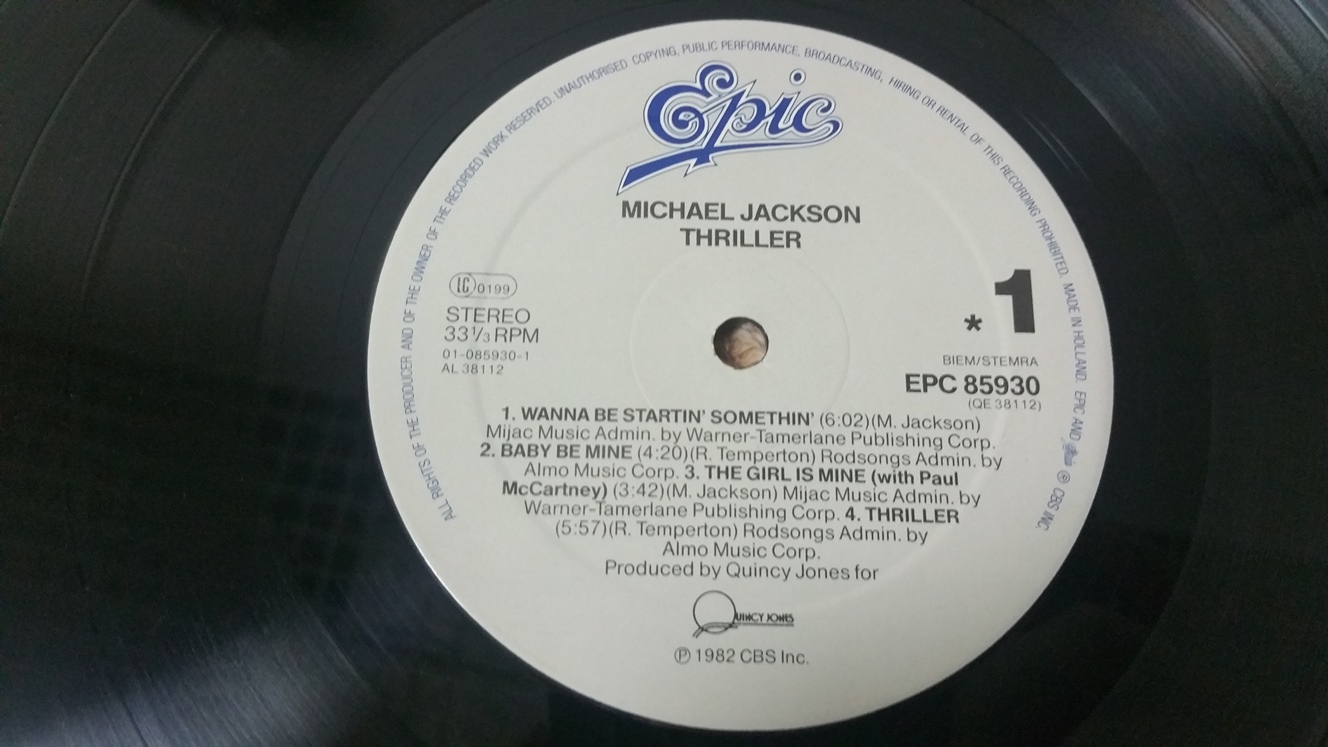 ALL RIGHTS OF THE PRODUCER AND OF THE OWNER OF THE RECORDED WORK RESERVED. UNAUTHORISED COPYING, PUBLIC PERFORMANCE, BROADCASTING, HIRING OR RENTAL OF THIS RECORDING PROHIBITED. MADE IN HOLLAND. EPIC AND ℗ CBS INC.
Epic
MICHAEL JACKSON
THRILLER
LC 0199
STEREO
33⅓ RPM
01-085930-1
AL 38112
* 1
BIEM/STEMRA
EPC 85930
(QE 38112)
1. WANNA BE STARTIN' SOMETHIN' (6:02)(M. Jackson)
Mijac Music Admin. by Warner-Tamerlane Publishing Corp.
2. BABY BE MINE (4:20)(R. Temperton) Rodsongs Admin. by
Almo Music Corp. 3. THE GIRL IS MINE (with Paul
McCartney) (3:42)(M. Jackson) Mijac Music Admin. by
Warner-Tamerlane Publishing Corp. 4. THRILLER
(5:57)(R. Temperton) Rodsongs Admin. by
Almo Music Corp.
Produced by Quincy Jones for
QUINCY JONES
℗ 1982 CBS Inc.